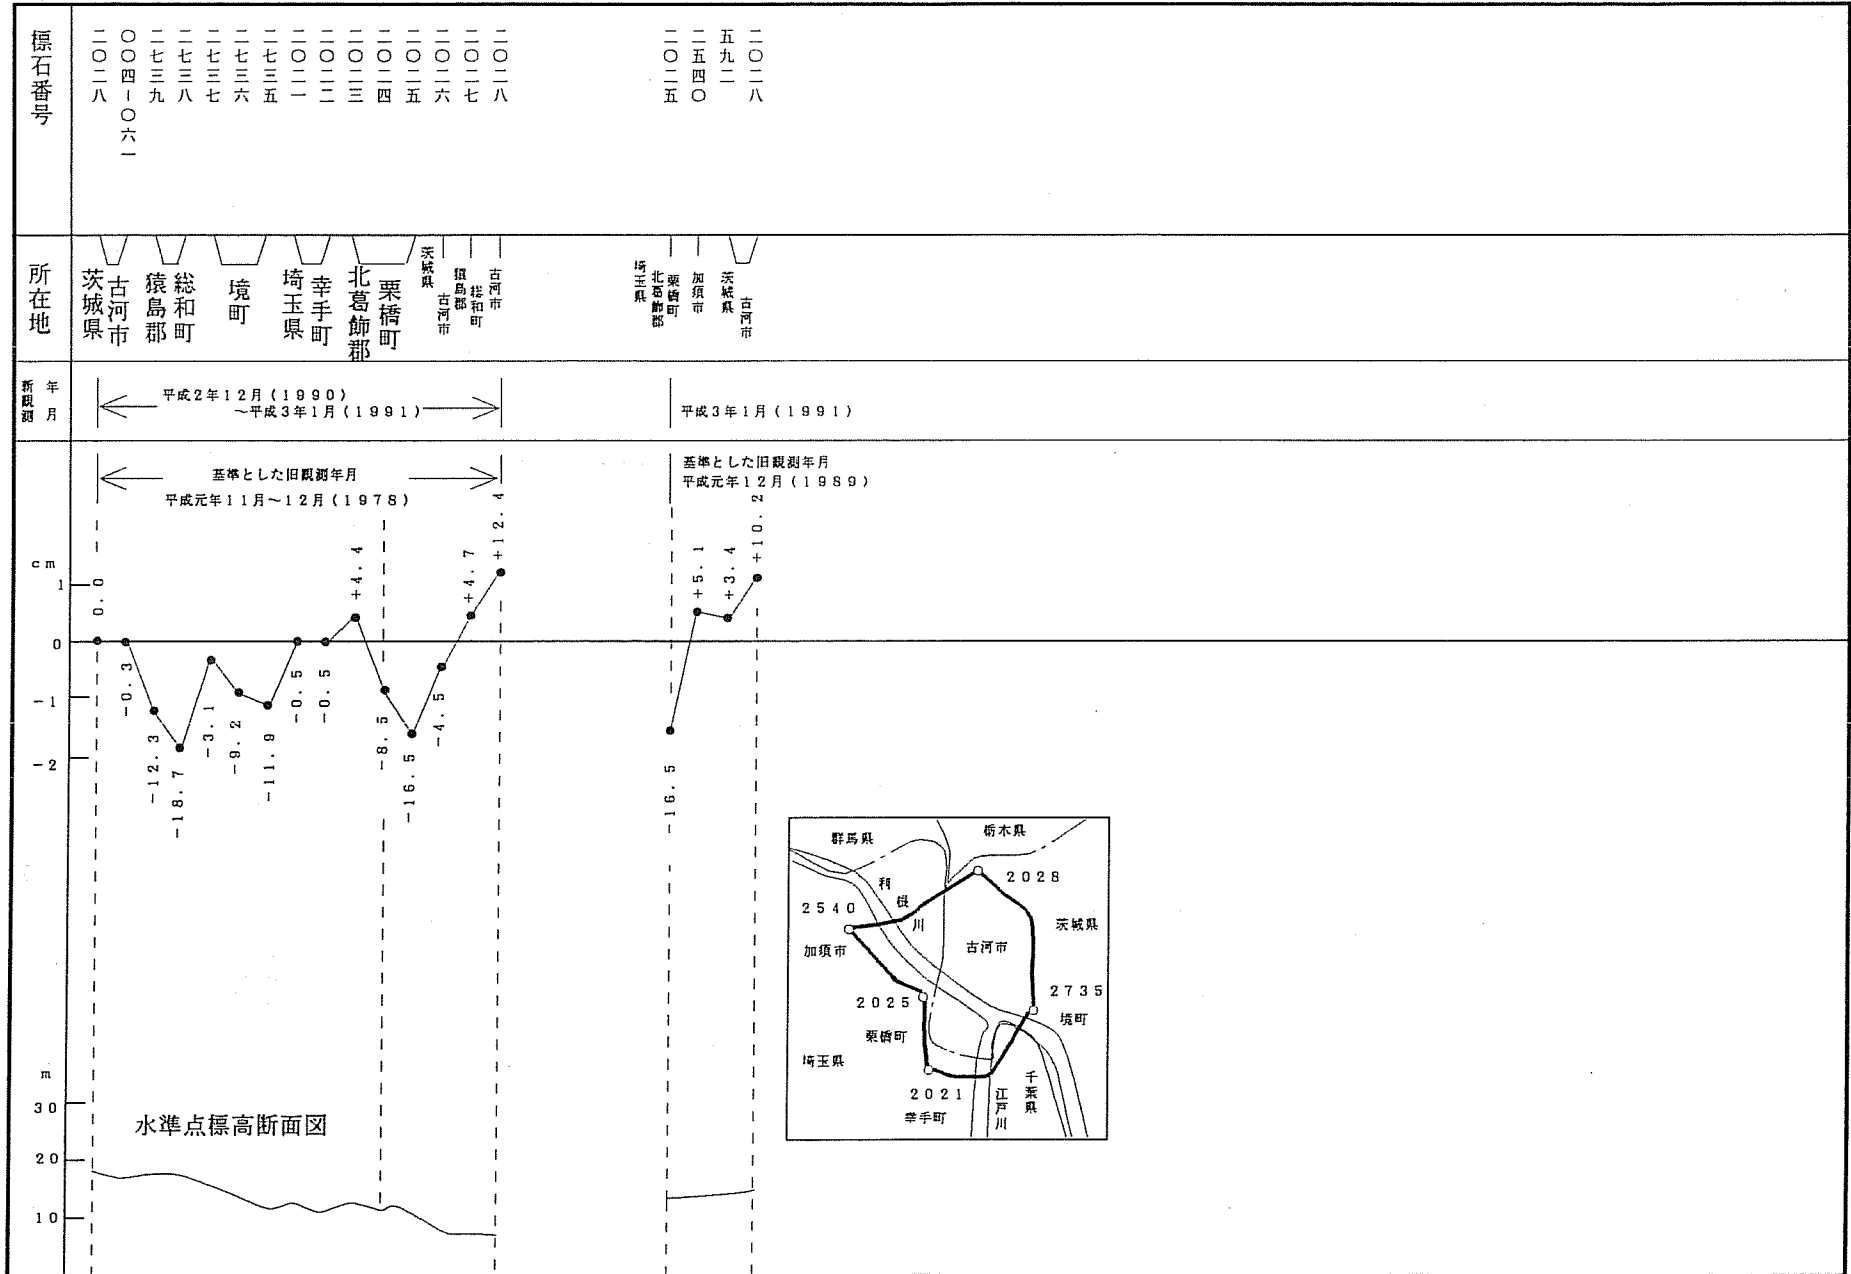 標石番号
二〇二八
〇〇四ー〇六一
二七三九
二七三八
二七三七
二七三六
二七三五
二〇二一
二〇二二
二〇二三
二〇二四
二〇二五
二〇二六
二〇二七
二〇二八
二〇二五
二五四〇
五九二
二〇二八
所在地
茨城県
古河市
猿島郡
総和町
境町
埼玉県
幸手町
北葛飾郡
栗橋町
茨城県
古河市
猿島郡
総和町
古河市
埼玉県
北葛飾郡
栗橋町
加須市
茨城県
古河市
新観測
年月
平成2年12月(1990)
～平成3年1月(1991)
平成3年1月(1991)
基準とした旧観測年月
平成元年11月～12月(1978)
基準とした旧観測年月
平成元年12月(1989)
cm
1
0
-1
-2
0.0
-0.3
-12.3
-18.7
-3.1
-9.2
-11.9
-0.5
-0.5
+4.4
-8.5
-16.5
-4.5
+4.7
+12.4
-16.5
+5.1
+3.4
+10.2
群馬県
栃木県
利根川
2028
2540
茨城県
加須市
古河市
2025
2735
栗橋町
境町
埼玉県
2021
幸手町
江戸川
千葉県
m
30
20
10
水準点標高断面図